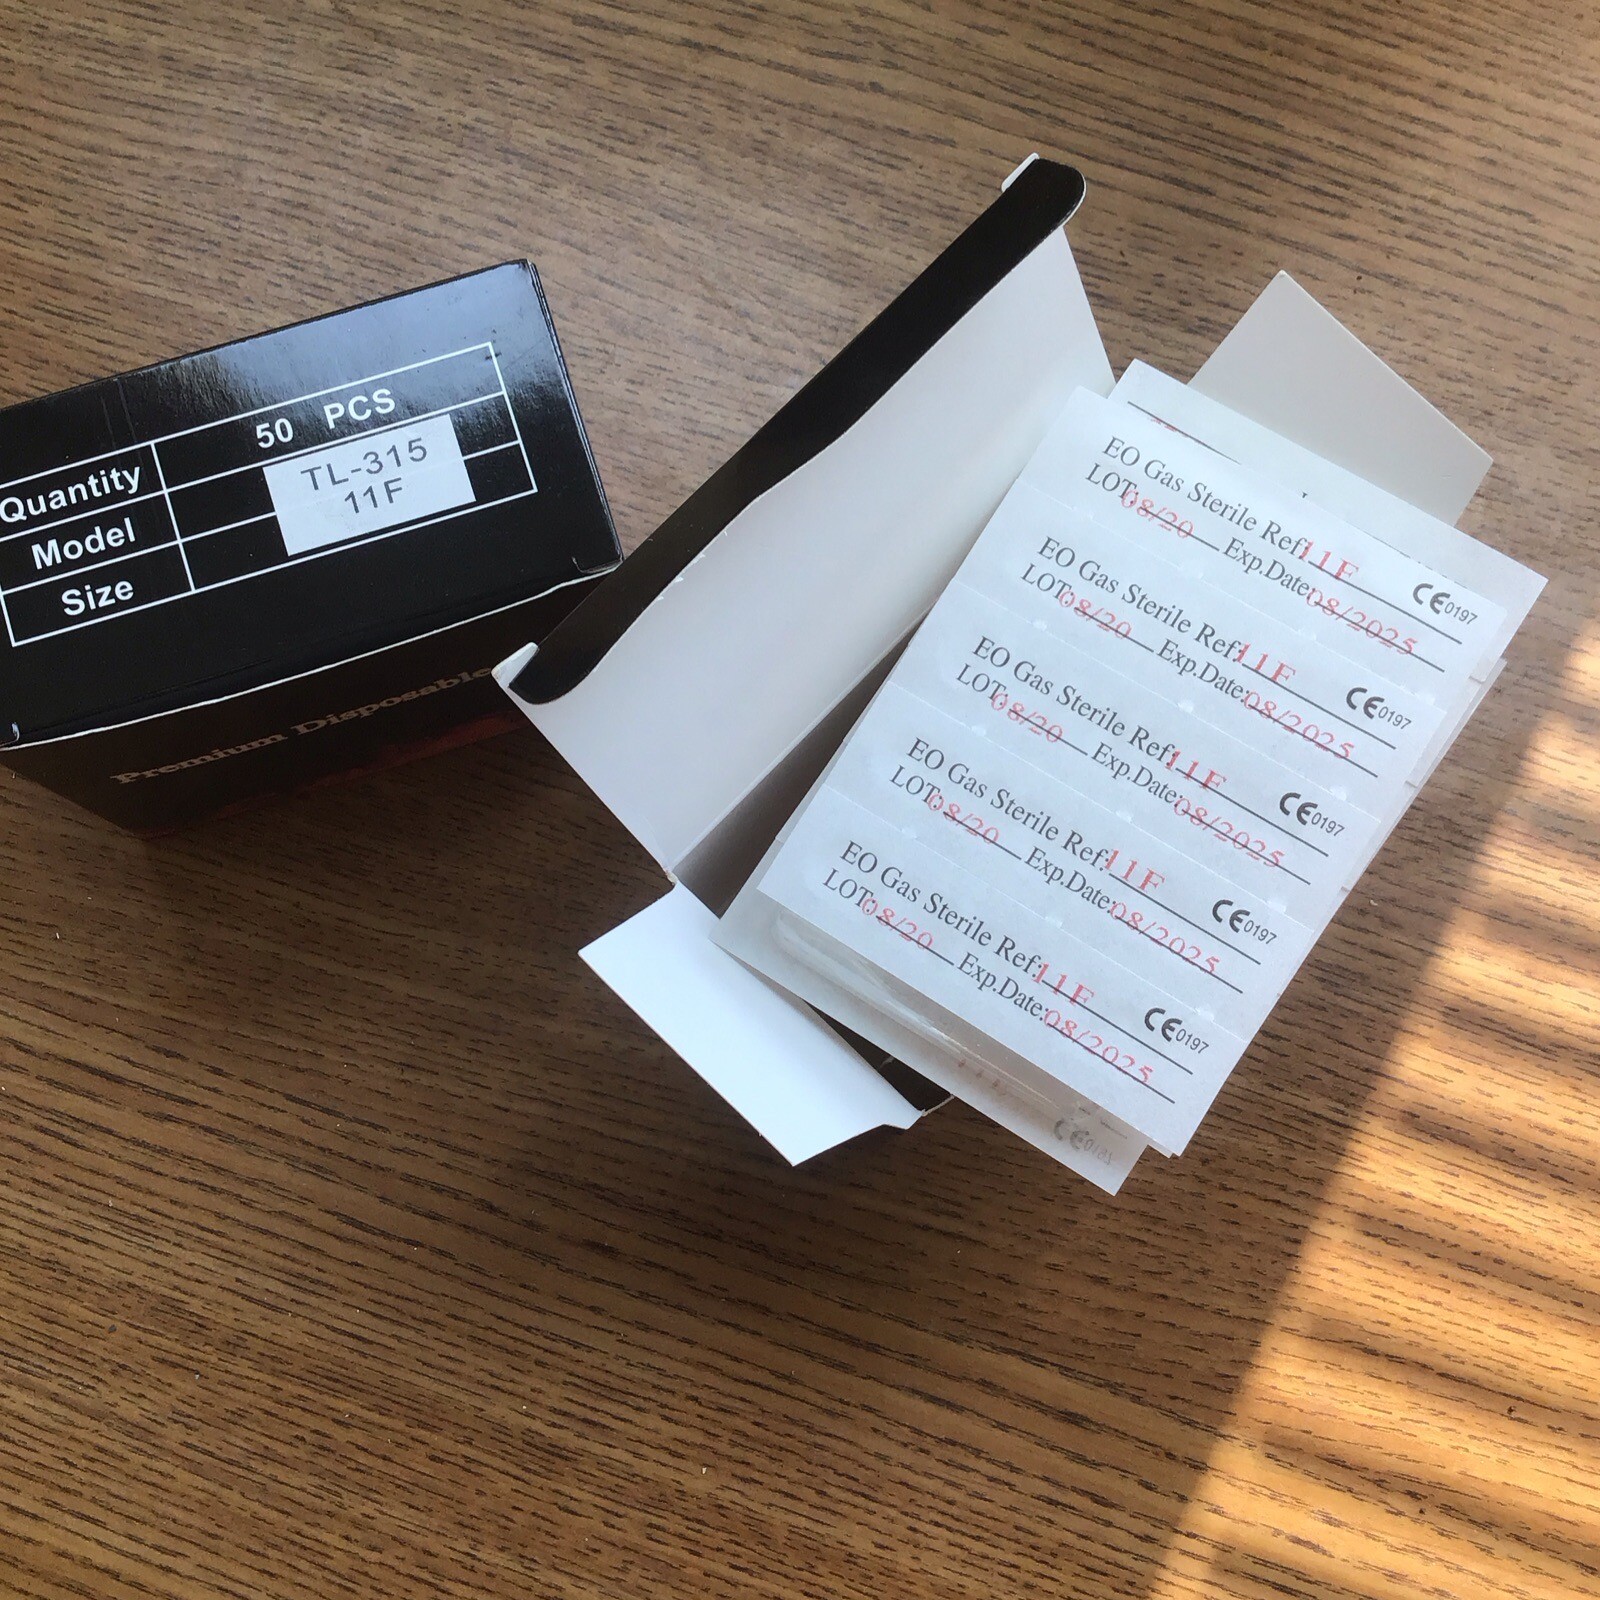 Quantity 50 PCS
Model TL-315
11F
Size
Premium Disposable
EO Gas Sterile Ref:11F
LOT:08/20 Exp.Date:08/2025 CE0197
EO Gas Sterile Ref:11F
LOT:08/20 Exp.Date:08/2025 CE0197
EO Gas Sterile Ref:11F
LOT:08/20 Exp.Date:08/2025 CE0197
EO Gas Sterile Ref:11F
LOT:08/20 Exp.Date:08/2025 CE0197
EO Gas Sterile Ref:11F
LOT:08/20 Exp.Date:08/2025 CE0197